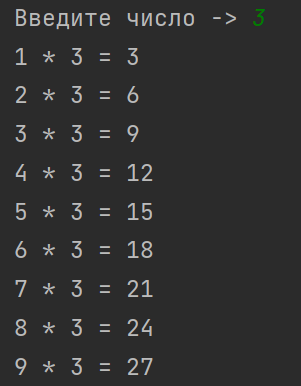 Введите число -> 3
1 * 3 = 3
2 * 3 = 6
3 * 3 = 9
4 * 3 = 12
5 * 3 = 15
6 * 3 = 18
7 * 3 = 21
8 * 3 = 24
9 * 3 = 27